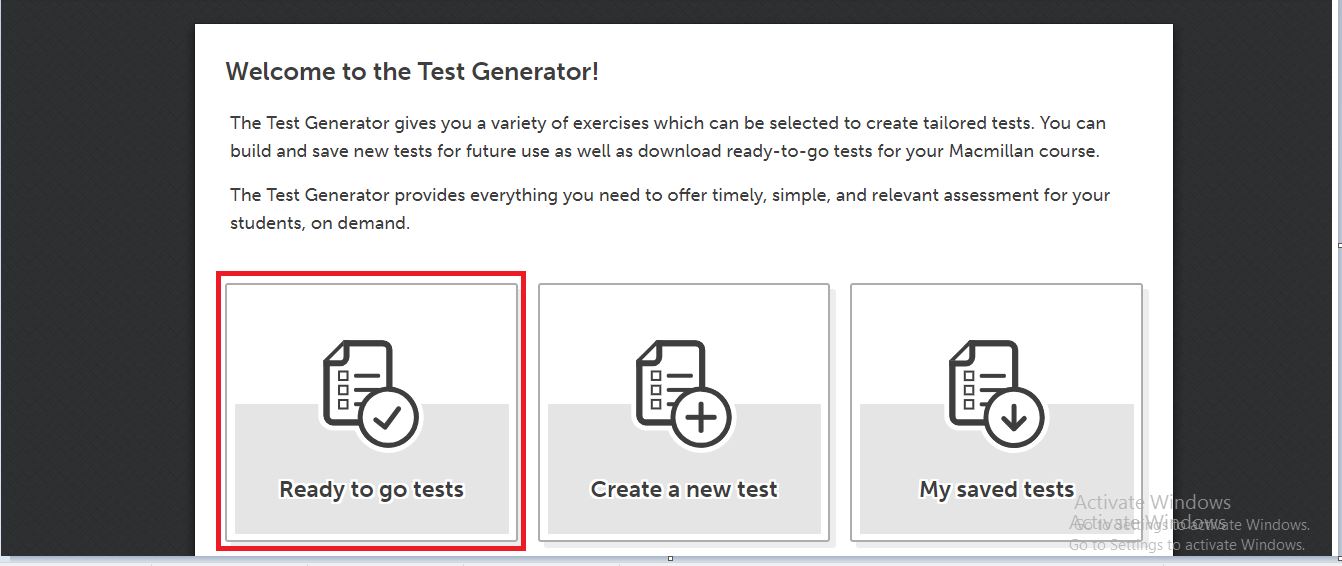 Welcome to the Test Generator!
The Test Generator gives you a variety of exercises which can be selected to create tailored tests. You can
build and save new tests for future use as well as download ready-to-go tests for your Macmillan course.
The Test Generator provides everything you need to offer timely, simple, and relevant assessment for your
students, on demand.
Ready to go tests
Create a new test
My saved tests
Activate Windows
Activate Windows
Go to Settings to activate Windows.
Go to Settings to activate Windows.